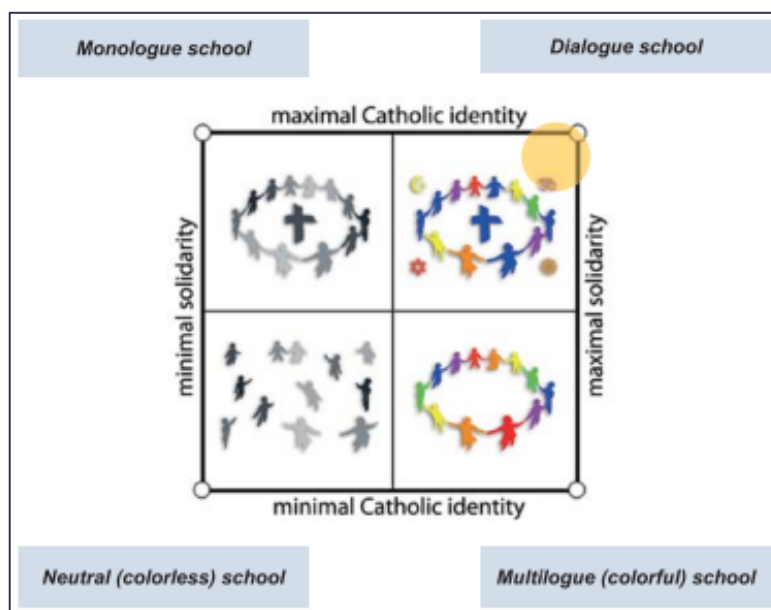 Monologue school
Dialogue school
maximal Catholic identity
minimal solidarity
maximal solidarity
minimal Catholic identity
Neutral (colorless) school
Multilogue (colorful) school